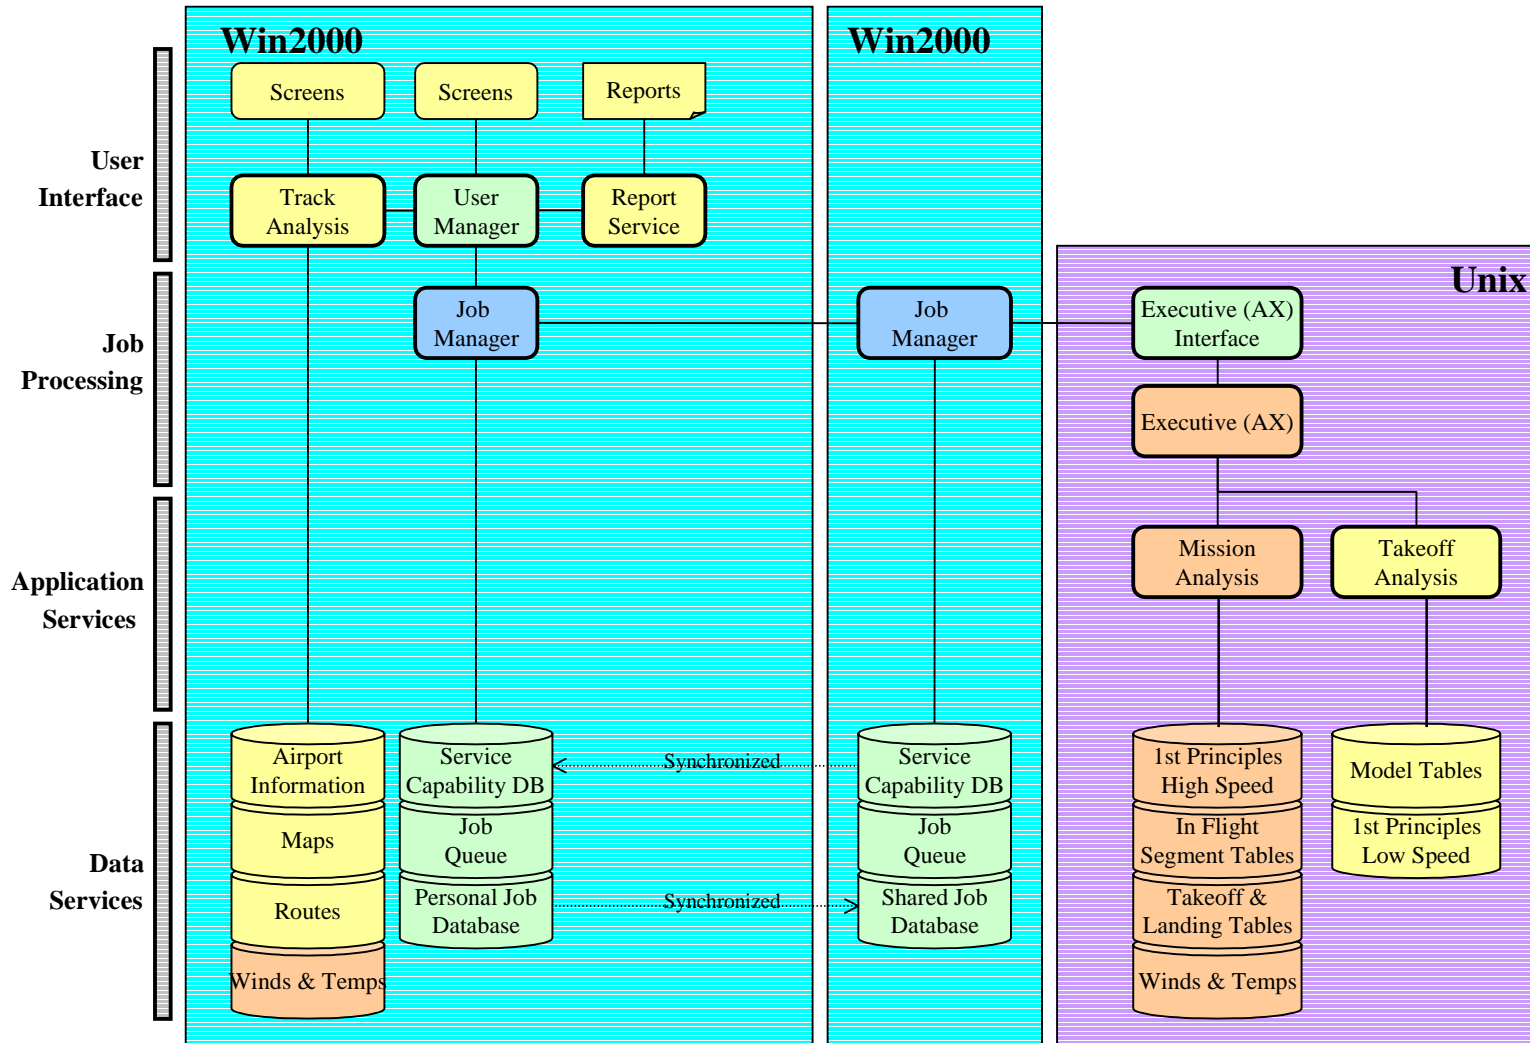 Win2000
Win2000
Screens
Screens
Reports
User
Interface
Track
Analysis
User
Manager
Report
Service
Unix
Job
Processing
Job
Manager
Job
Manager
Executive (AX)
Interface
Executive (AX)
Application
Services
Mission
Analysis
Takeoff
Analysis
Data
Services
Airport
Information
Maps
Routes
Winds & Temps
Service
Capability DB
Job
Queue
Personal Job
Database
Synchronized
Synchronized
Service
Capability DB
Job
Queue
Shared Job
Database
1st Principles
High Speed
In Flight
Segment Tables
Takeoff &
Landing Tables
Winds & Temps
Model Tables
1st Principles
Low Speed